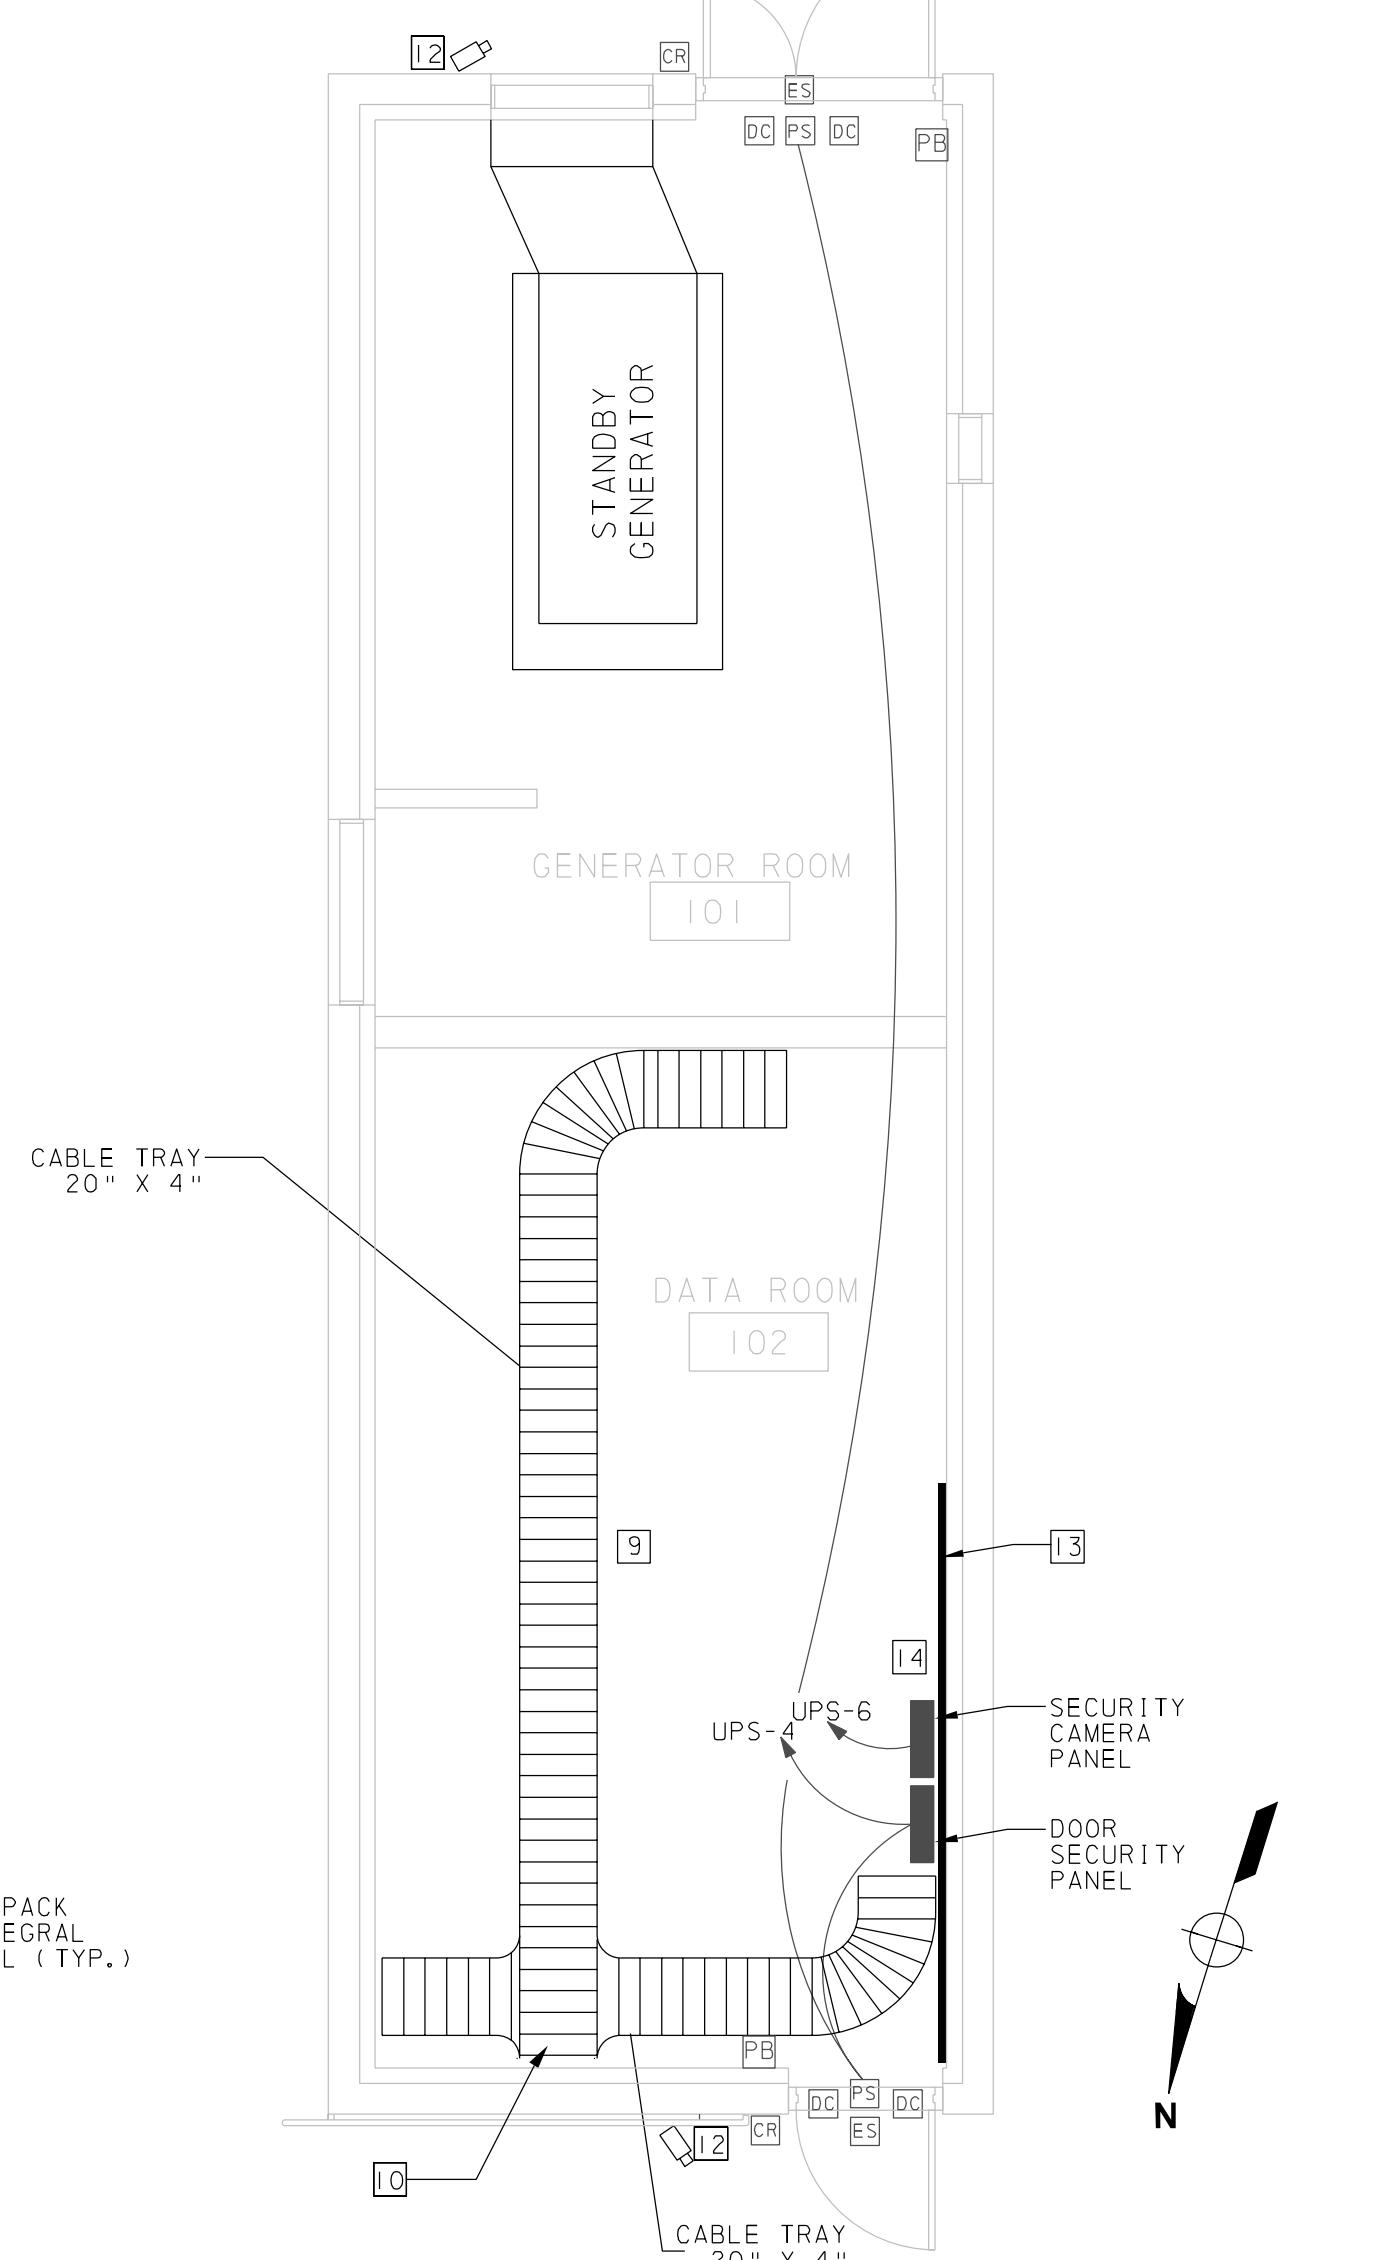 12
CR
ES
DC
PS
DC
PB
STANDBY
GENERATOR
GENERATOR ROOM
101
CABLE TRAY
20" X 4"
DATA ROOM
102
9
13
14
UPS-6
UPS-4
SECURITY
CAMERA
PANEL
DOOR
SECURITY
PANEL
PACK
EGRAL
L (TYP.)
PB
PS
DC
DC
CR
ES
12
N
10
CABLE TRAY
20" X 4"